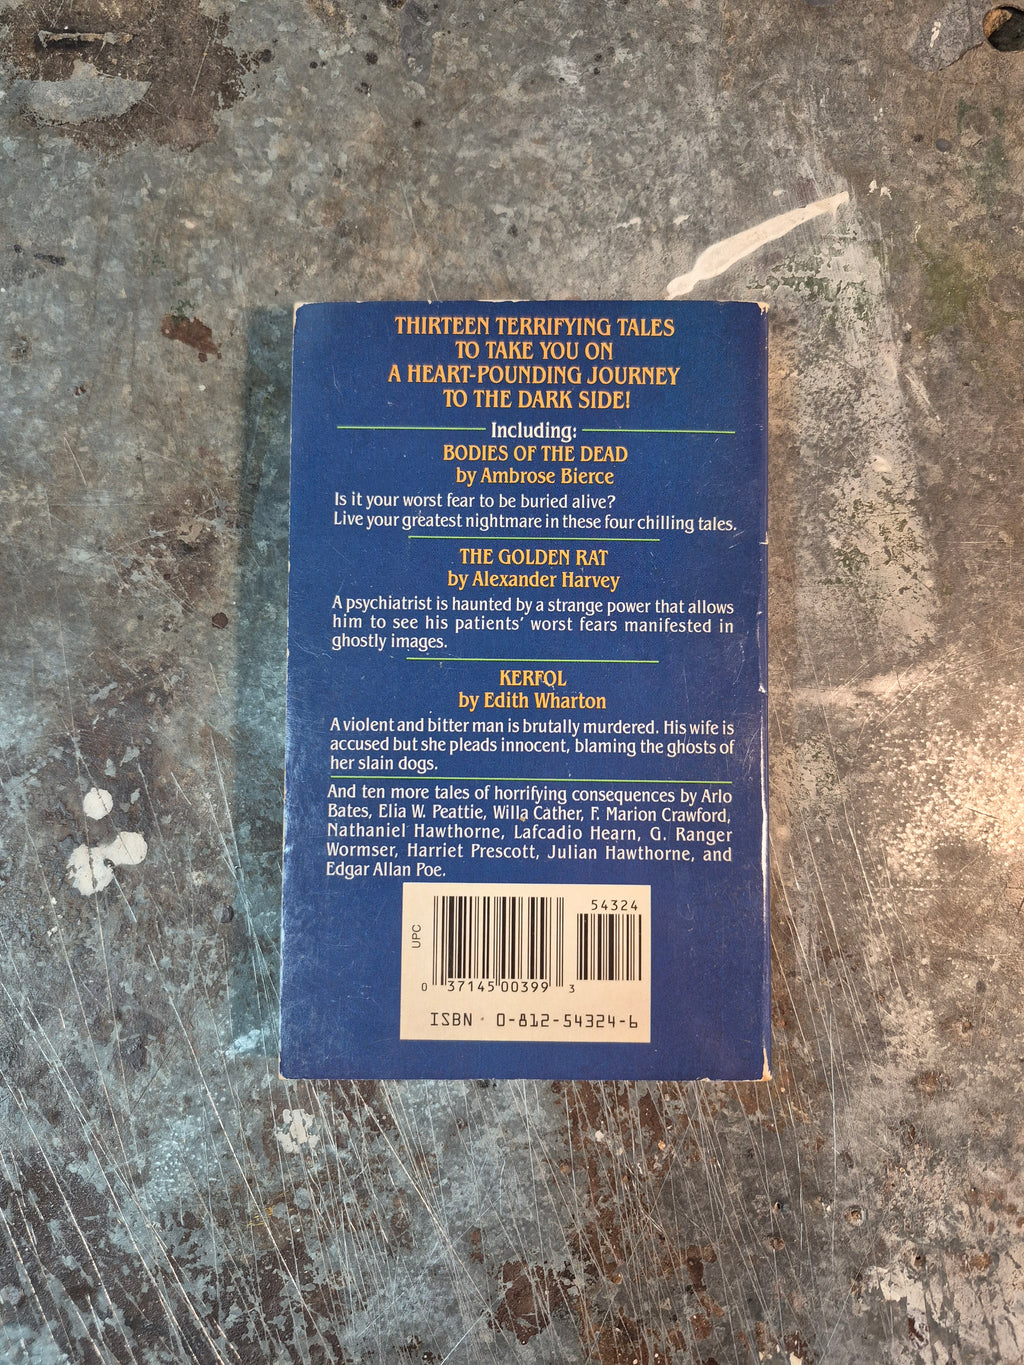 THIRTEEN TERRIFYING TALES
TO TAKE YOU ON
A HEART-POUNDING JOURNEY
TO THE DARK SIDE!
Including:
BODIES OF THE DEAD
by Ambrose Bierce
Is it your worst fear to be buried alive?
Live your greatest nightmare in these four chilling tales.
THE GOLDEN RAT
by Alexander Harvey
A psychiatrist is haunted by a strange power that allows
him to see his patients' worst fears manifested in
ghostly images.
KERFOL
by Edith Wharton
A violent and bitter man is brutally murdered. His wife is
accused but she pleads innocent, blaming the ghosts of
her slain dogs.
And ten more tales of horrifying consequences by Arlo
Bates, Elia W. Peattie, Willa Cather, F. Marion Crawford,
Nathaniel Hawthorne, Lafcadio Hearn, G. Ranger
Wormser, Harriet Prescott, Julian Hawthorne, and
Edgar Allan Poe.
54324
UPC
0 37145 00399 3
ISBN · 0-812-54324-6